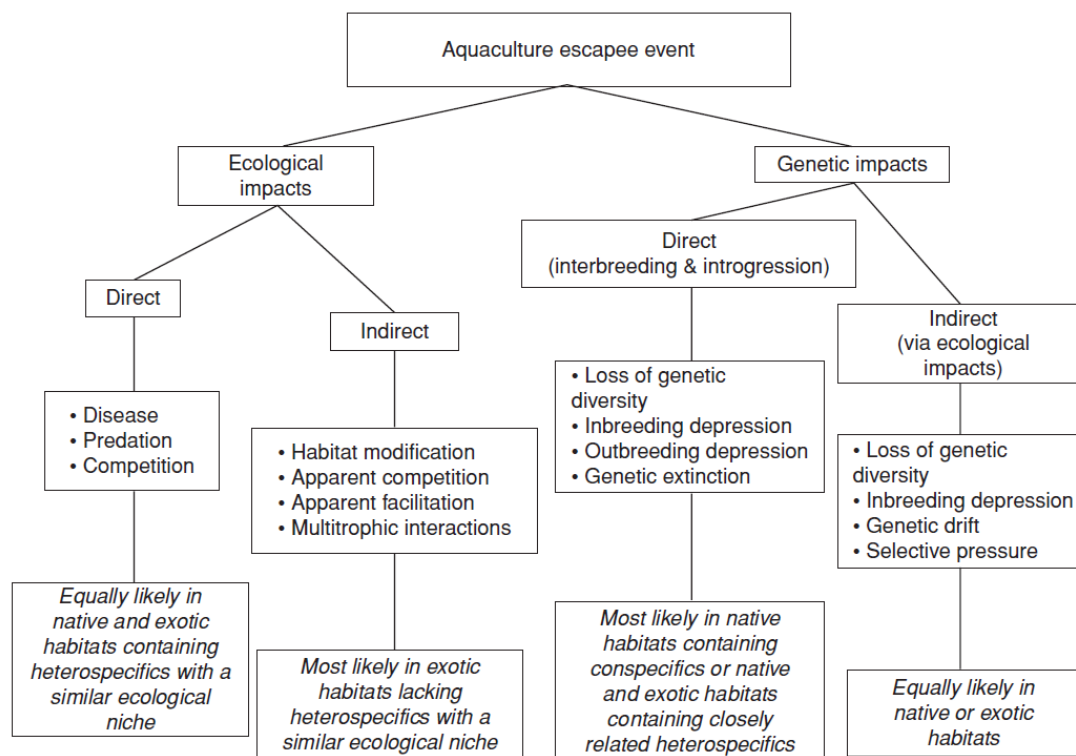 Aquaculture escapee event
Ecological
impacts
Genetic impacts
Direct
(interbreeding & introgression)
Direct
Indirect
Indirect
(via ecological
impacts)
• Disease
• Predation
• Competition
• Habitat modification
• Apparent competition
• Apparent facilitation
• Multitrophic interactions
• Loss of genetic
diversity
• Inbreeding depression
• Outbreeding depression
• Genetic extinction
• Loss of genetic
diversity
• Inbreeding depression
• Genetic drift
• Selective pressure
Equally likely in
native and exotic
habitats containing
heterospecifics with a
similar ecological
niche
Most likely in exotic
habitats lacking
heterospecifics with a
similar ecological niche
Most likely in native
habitats containing
conspecifics or native
and exotic habitats
containing closely
related heterospecifics
Equally likely in
native or exotic
habitats